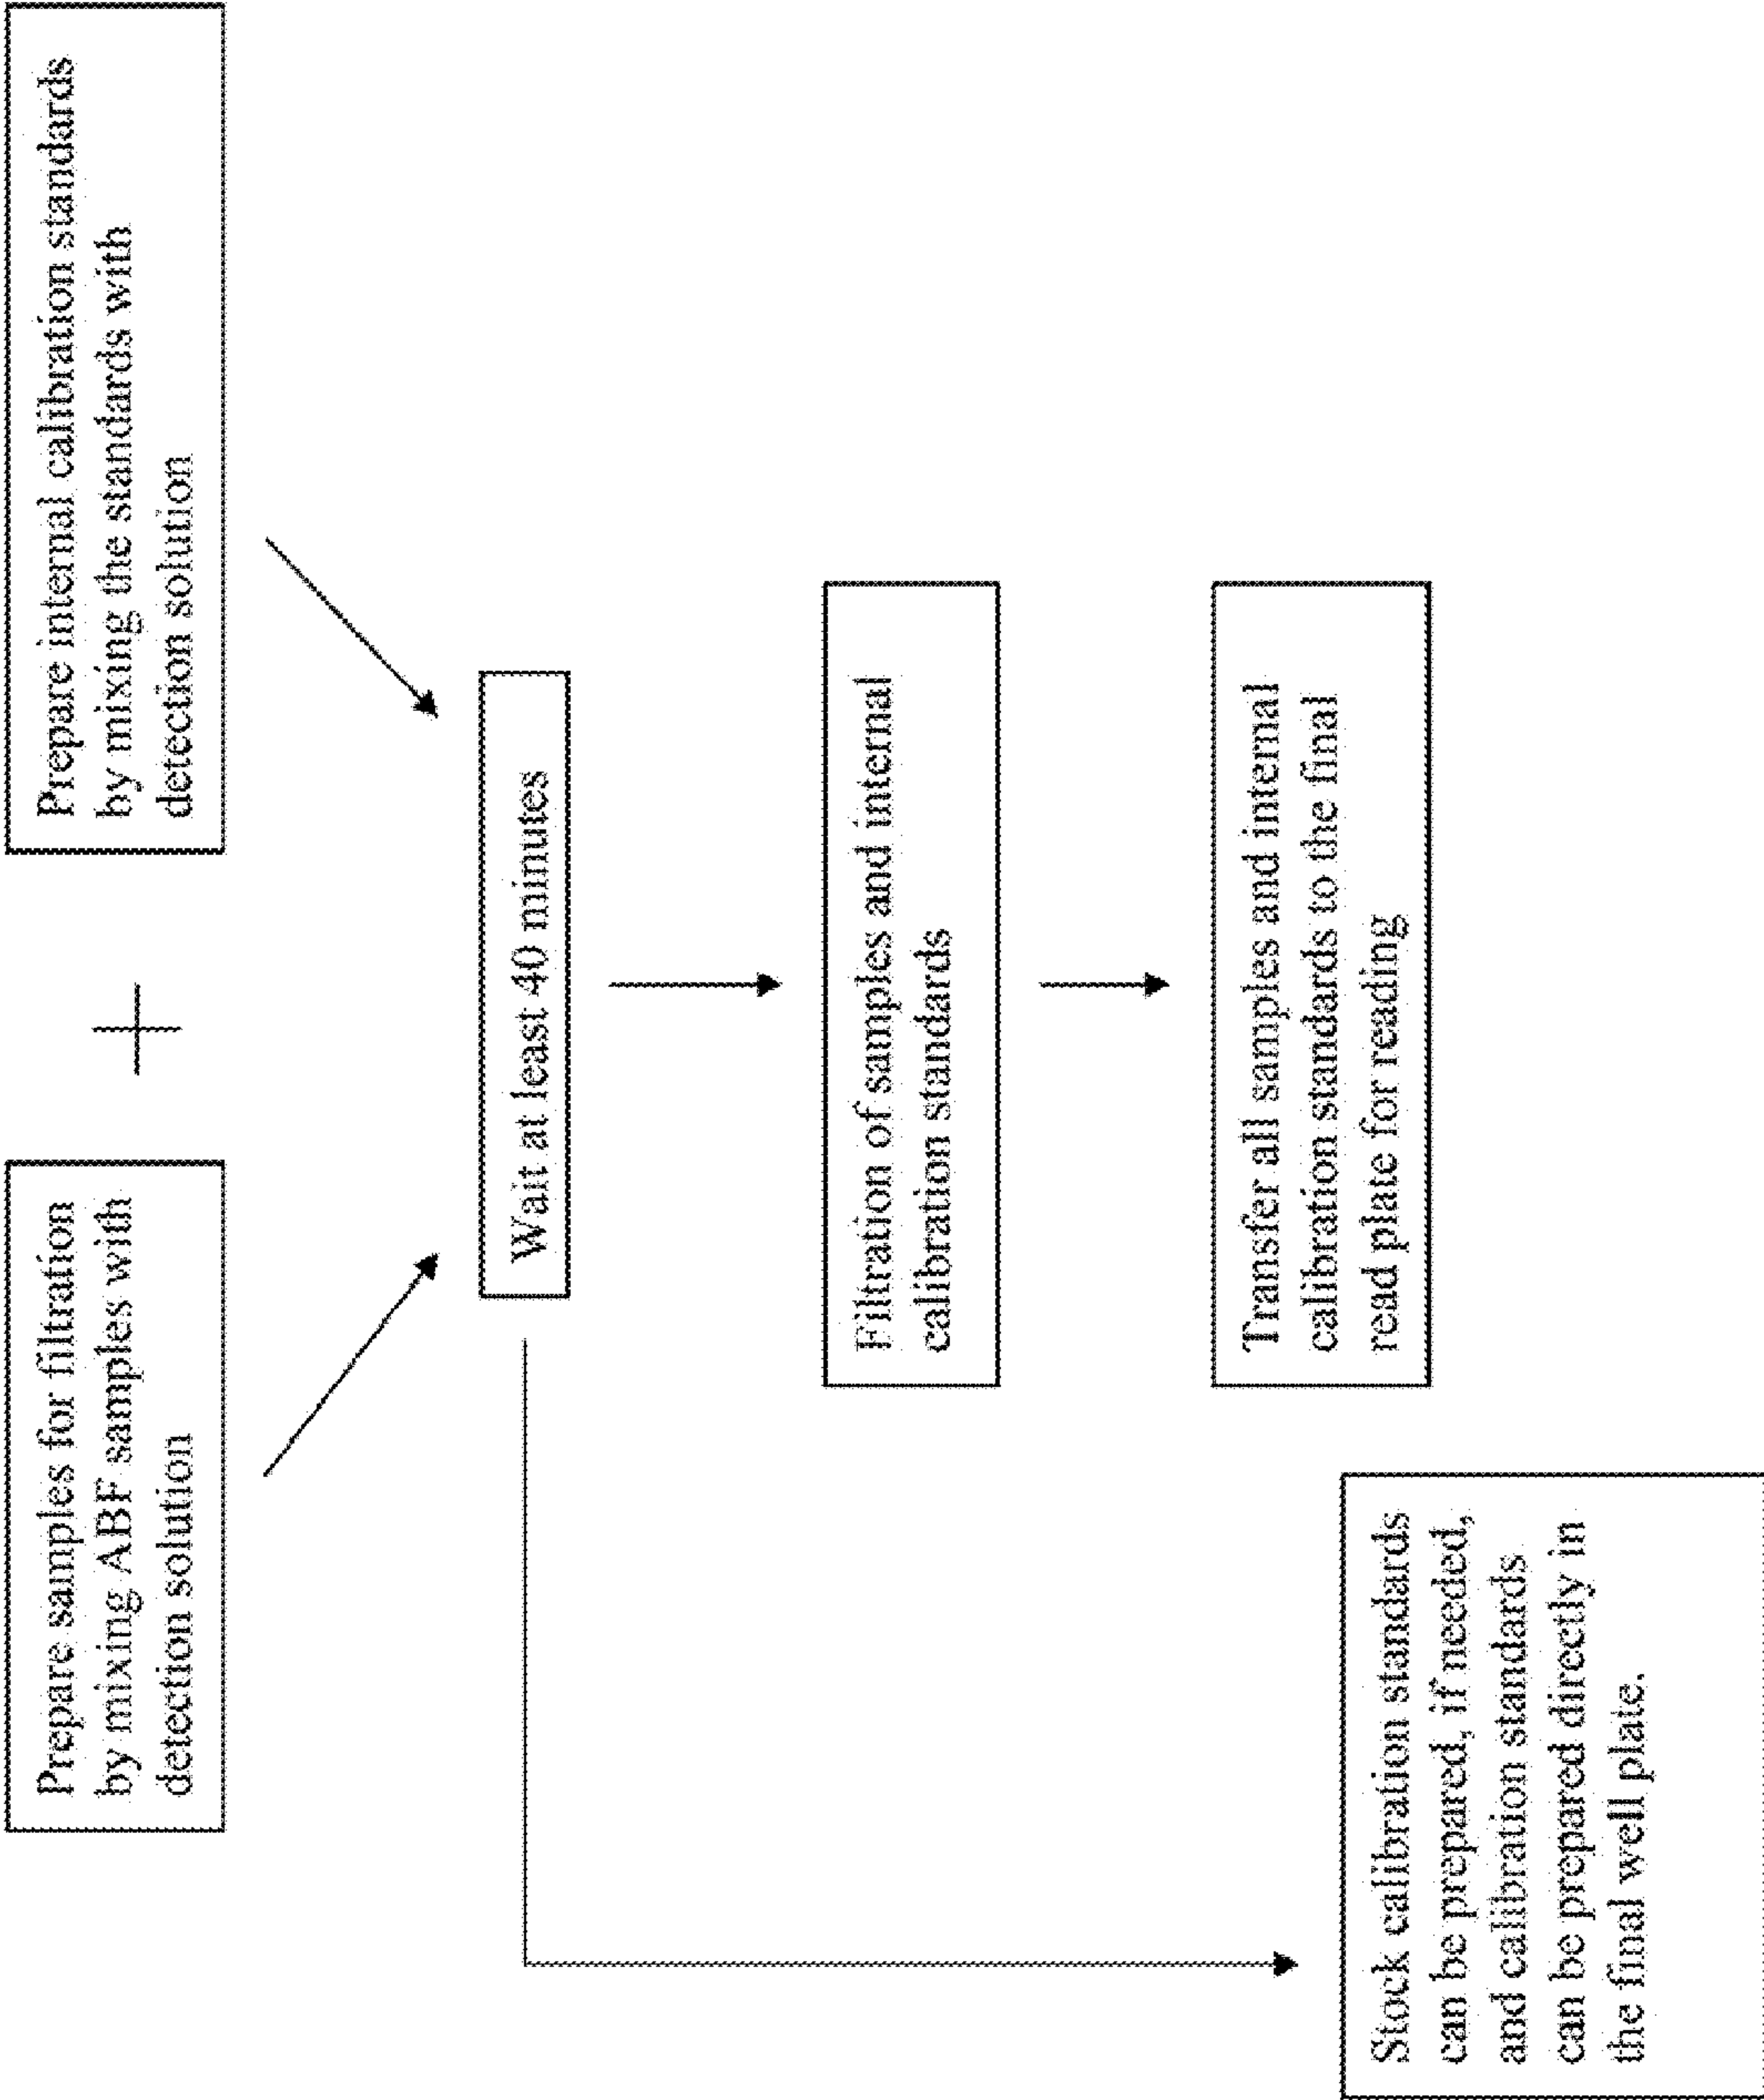 Prepare samples for filtration
by mixing ABF samples with
detection solution
+
Prepare internal calibration standards
by mixing the standards with
detection solution
Wait at least 40 minutes
Filtration of samples and internal
calibration standards
Transfer all samples and internal
calibration standards to the final
read plate for reading
Stock calibration standards
can be prepared, if needed,
and calibration standards
can be prepared directly in
the final well plate.